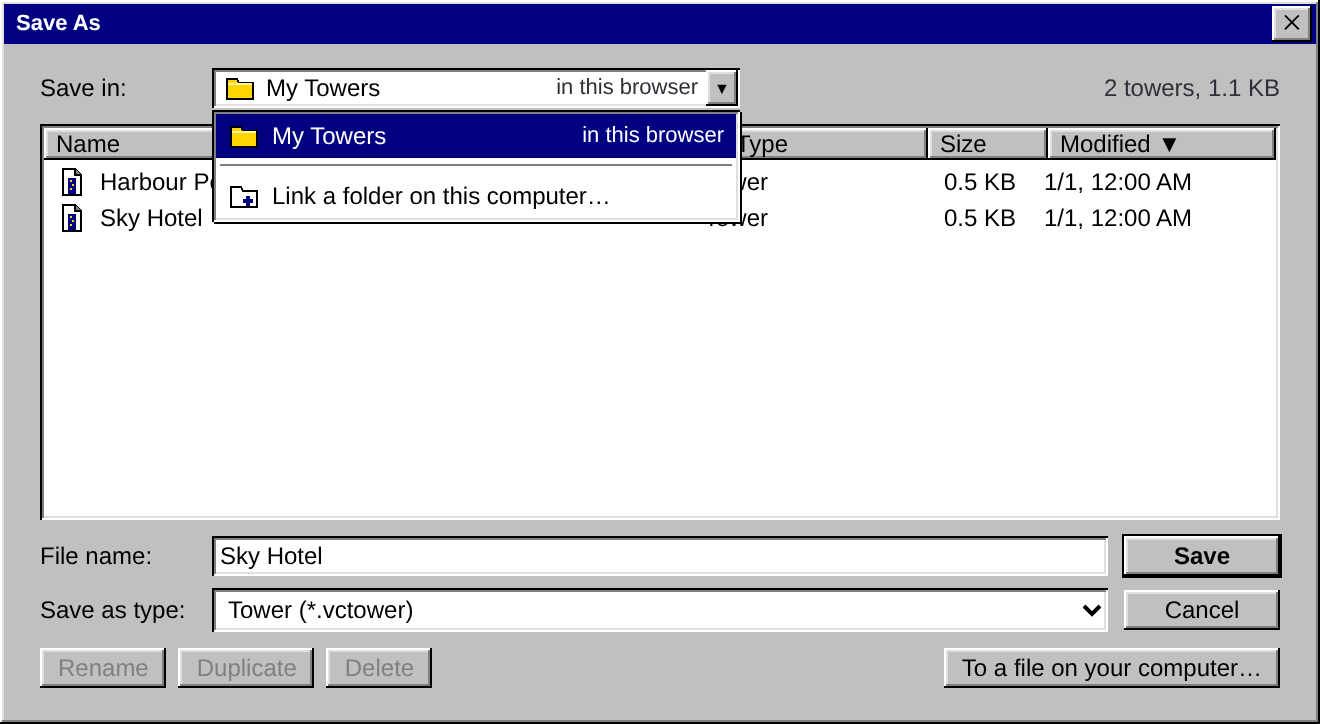 Save As
Save in: My Towers in this browser 2 towers, 1.1 KB
My Towers in this browser
Link a folder on this computer…
Name Type Size Modified ▼
Harbour 0.5 KB 1/1, 12:00 AM
Sky Hotel Tower 0.5 KB 1/1, 12:00 AM
File name: Sky Hotel Save
Save as type: Tower (*.vctower) Cancel
Rename Duplicate Delete To a file on your computer…